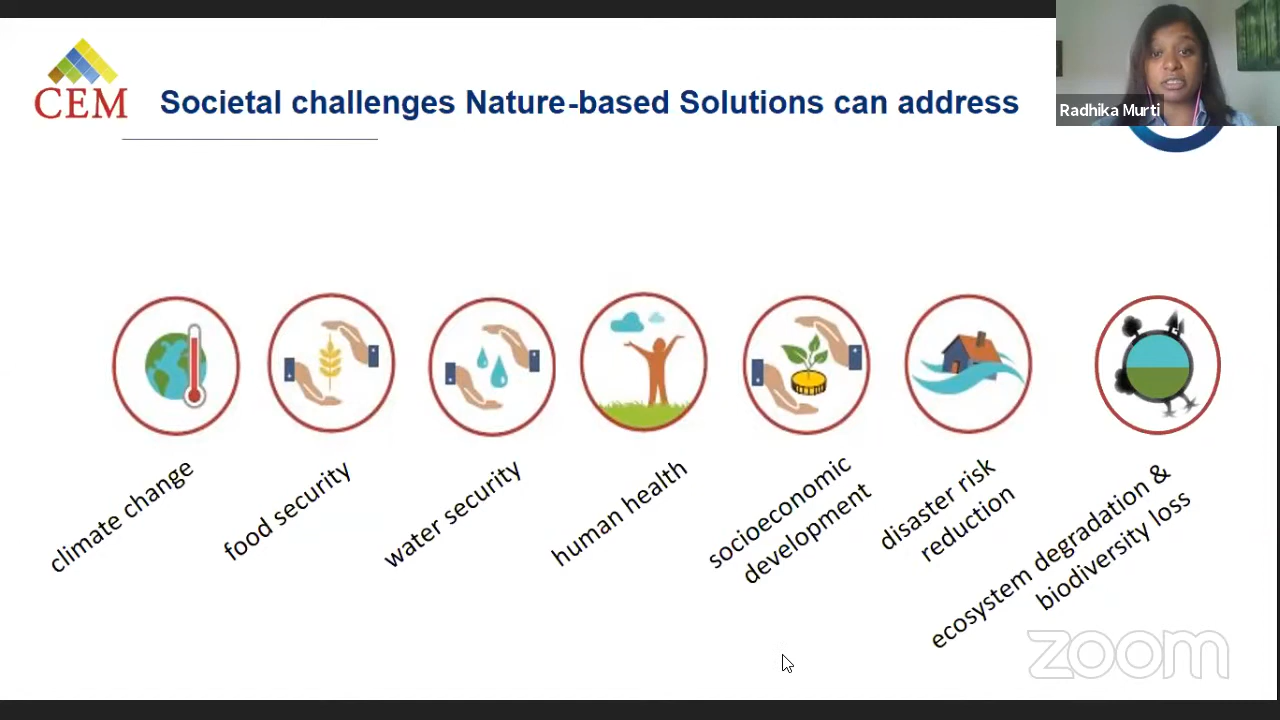 CEM
Societal challenges Nature-based Solutions can address
Radhika Murti
climate change
food security
water security
human health
socioeconomic
development
disaster risk
reduction
ecosystem degradation &
biodiversity loss
zoom